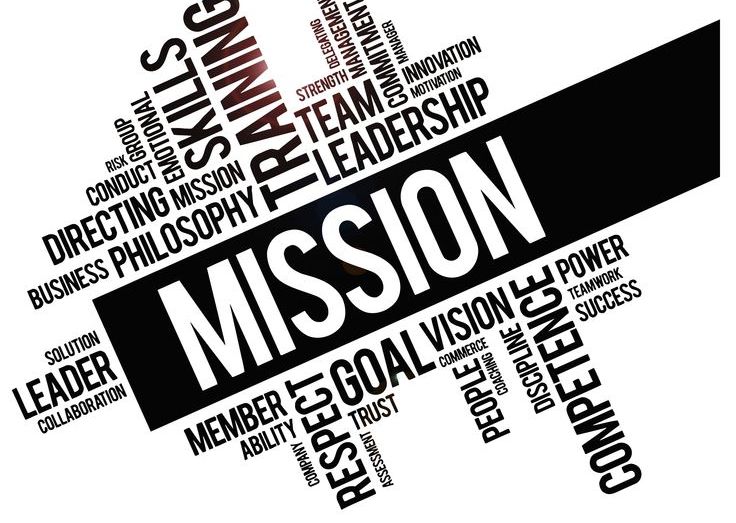 SKILLS
TRAINING
DELEGATING
MANAGEMENT
COMMITMENT
MANAGER
INNOVATION
MOTIVATION
STRENGTH
TEAM
LEADERSHIP
RISK
GROUP
EMOTIONAL
CONDUCT
MISSION
DIRECTING
PHILOSOPHY
BUSINESS
MISSION
SOLUTION
LEADER
COLLABORATION
MEMBER
ABILITY
COMPANY
RESPECT
ASSESSMENT
TRUST
GOAL
VISION
COMMERCE
PEOPLE
COACHING
DISCIPLINE
COMPETENCE
POWER
TEAMWORK
SUCCESS